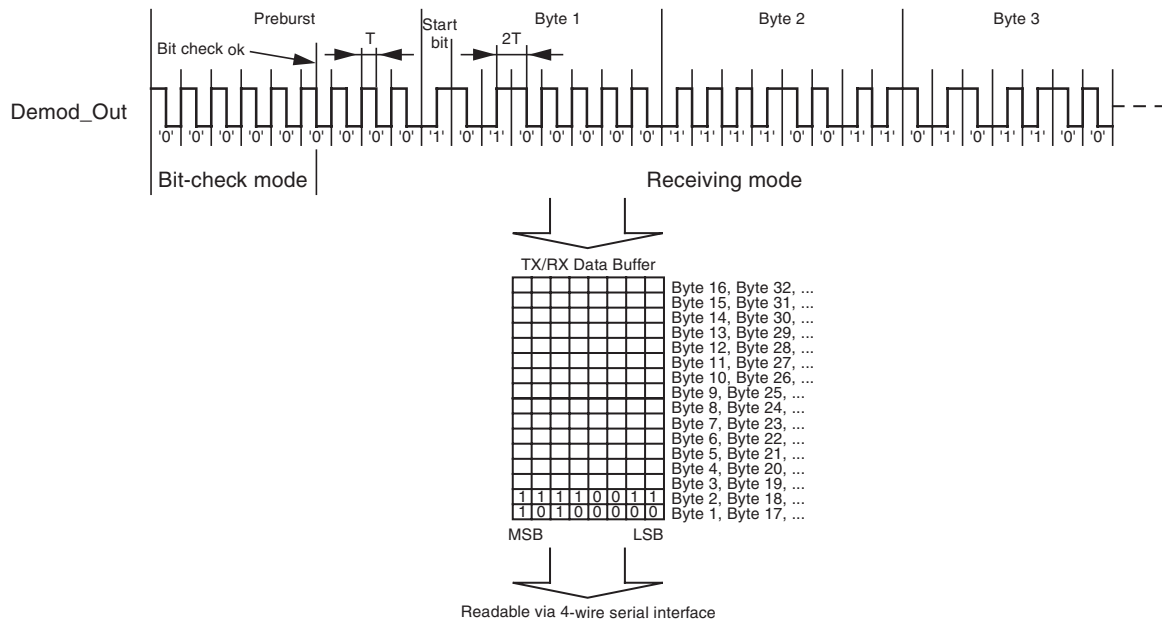 Preburst
Start bit
Byte 1
Byte 2
Byte 3
Bit check ok
T
2T
Demod_Out
'0' '0' '0' '0' '0' '0' '0' '0' '0' '1' '0' '1' '0' '0' '0' '0' '0' '1' '1' '1' '1' '0' '0' '1' '1' '0' '1' '0' '1' '1' '0' '0'
Bit-check mode
Receiving mode
TX/RX Data Buffer
Byte 16, Byte 32, ...
Byte 15, Byte 31, ...
Byte 14, Byte 30, ...
Byte 13, Byte 29, ...
Byte 12, Byte 28, ...
Byte 11, Byte 27, ...
Byte 10, Byte 26, ...
Byte 9, Byte 25, ...
Byte 8, Byte 24, ...
Byte 7, Byte 23, ...
Byte 6, Byte 22, ...
Byte 5, Byte 21, ...
Byte 4, Byte 20, ...
Byte 3, Byte 19, ...
1 1 1 1 0 0 1 1 Byte 2, Byte 18, ...
1 0 1 0 0 0 0 0 Byte 1, Byte 17, ...
MSB LSB
Readable via 4-wire serial interface